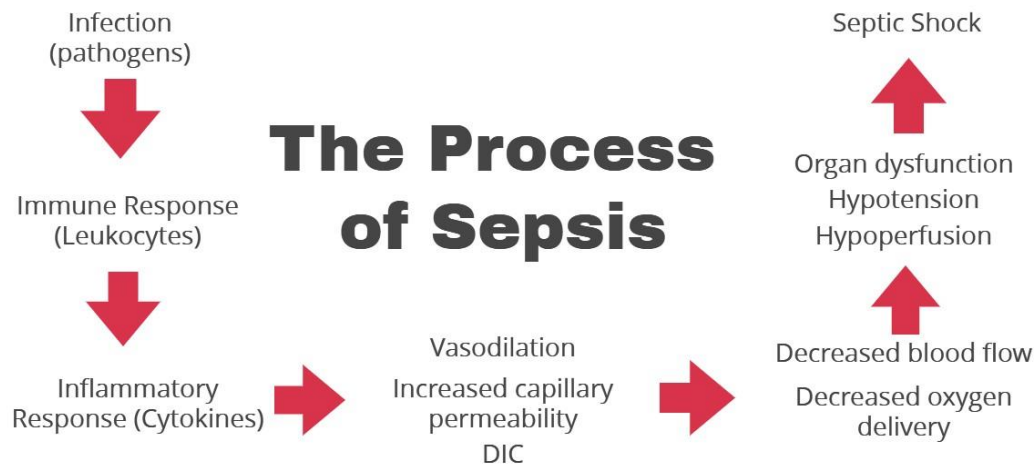 Infection
(pathogens)
Immune Response
(Leukocytes)
Inflammatory
Response (Cytokines)
The Process
of Sepsis
Vasodilation
Increased capillary
permeability
DIC
Decreased blood flow
Decreased oxygen
delivery
Organ dysfunction
Hypotension
Hypoperfusion
Septic Shock